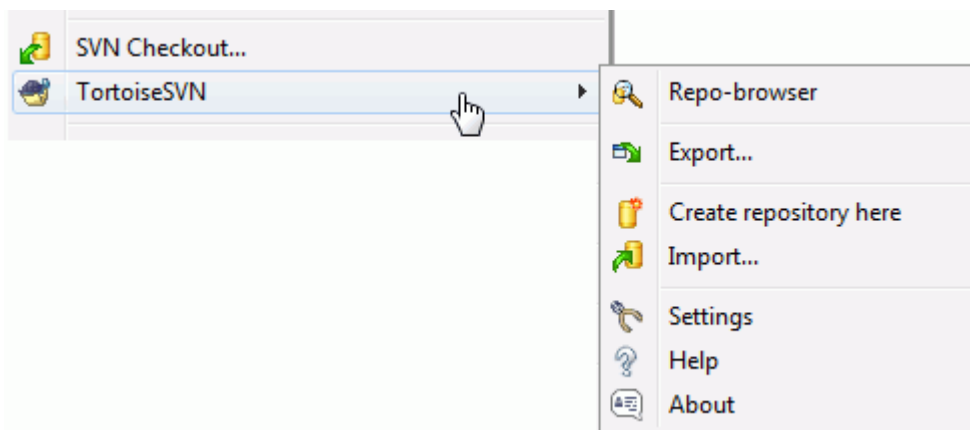 SVN Checkout...
TortoiseSVN
Repo-browser
Export...
Create repository here
Import...
Settings
Help
About